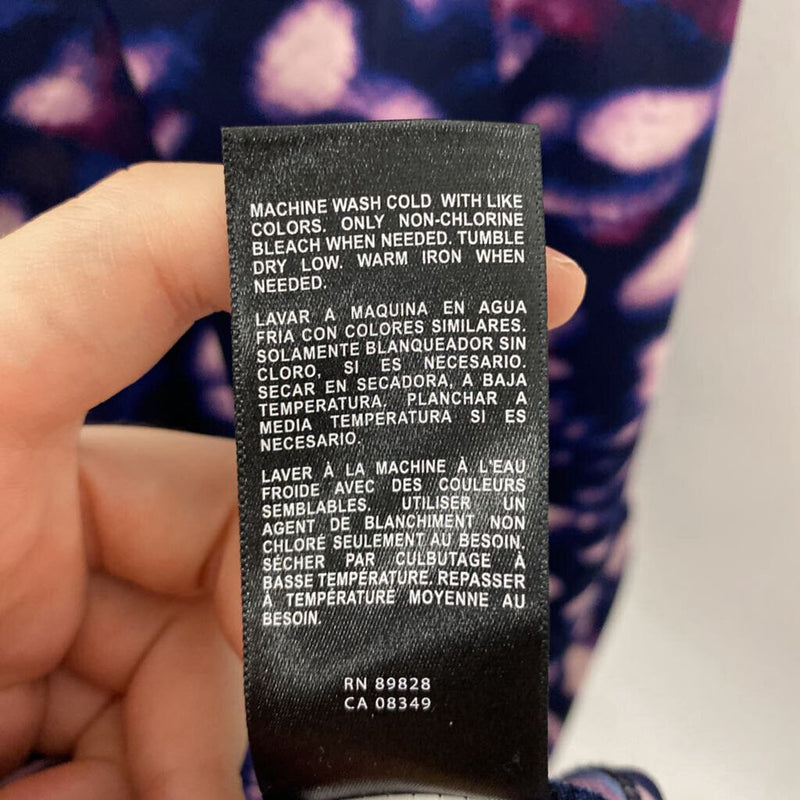 MACHINE WASH COLD WITH LIKE
COLORS. ONLY NON-CHLORINE
BLEACH WHEN NEEDED. TUMBLE
DRY LOW. WARM IRON WHEN
NEEDED.
LAVAR A MAQUINA EN AGUA
FRIA CON COLORES SIMILARES.
SOLAMENTE BLANQUEADOR SIN
CLORO, SI ES NECESARIO.
SECAR EN SECADORA, A BAJA
TEMPERATURA. PLANCHAR A
MEDIA TEMPERATURA SI ES
NECESARIO.
LAVER À LA MACHINE À L'EAU
FROIDE AVEC DES COULEURS
SEMBLABLES, UTILISER UN
AGENT DE BLANCHIMENT NON
CHLORÉ SEULEMENT AU BESOIN,
SÉCHER PAR CULBUTAGE À
BASSE TEMPÉRATURE. REPASSER
À TEMPÉRATURE MOYENNE AU
BESOIN.
RN 89828
CA 08349